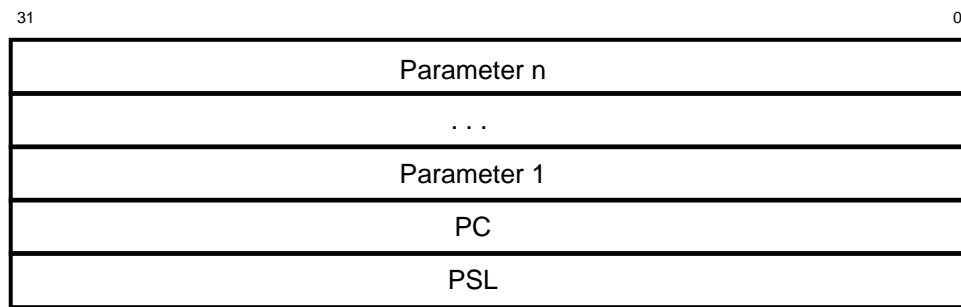 31 0
Parameter n
. . .
Parameter 1
PC
PSL